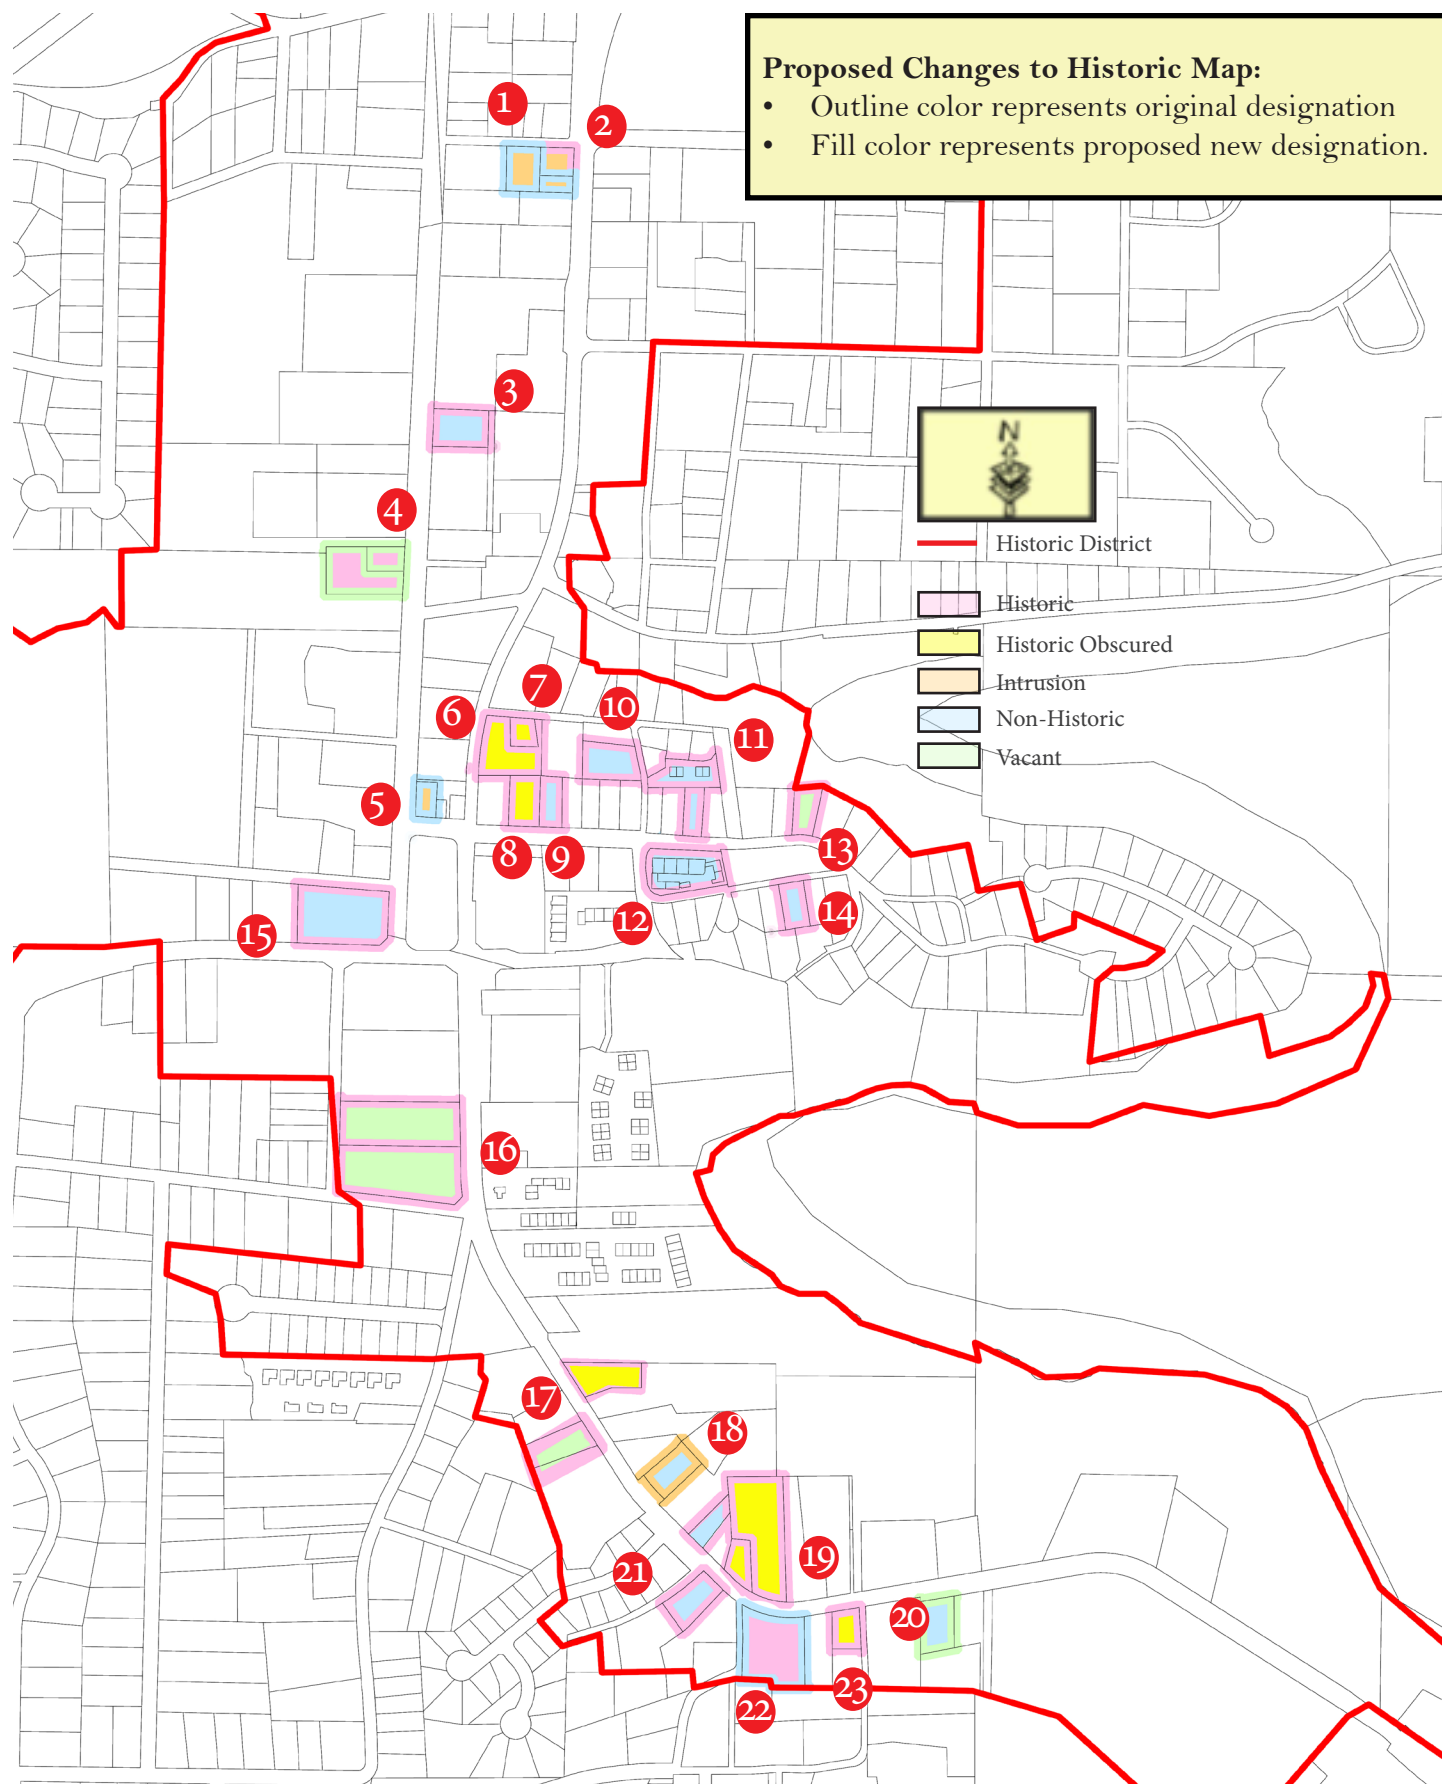 Proposed Changes to Historic Map:
• Outline color represents original designation
• Fill color represents proposed new designation.
1
2
3
N
4
Historic District
Historic
Historic Obscured
Intrusion
Non-Historic
Vacant
7
6
10
11
5
8
9
13
12
14
15
16
17
18
19
21
20
23
22